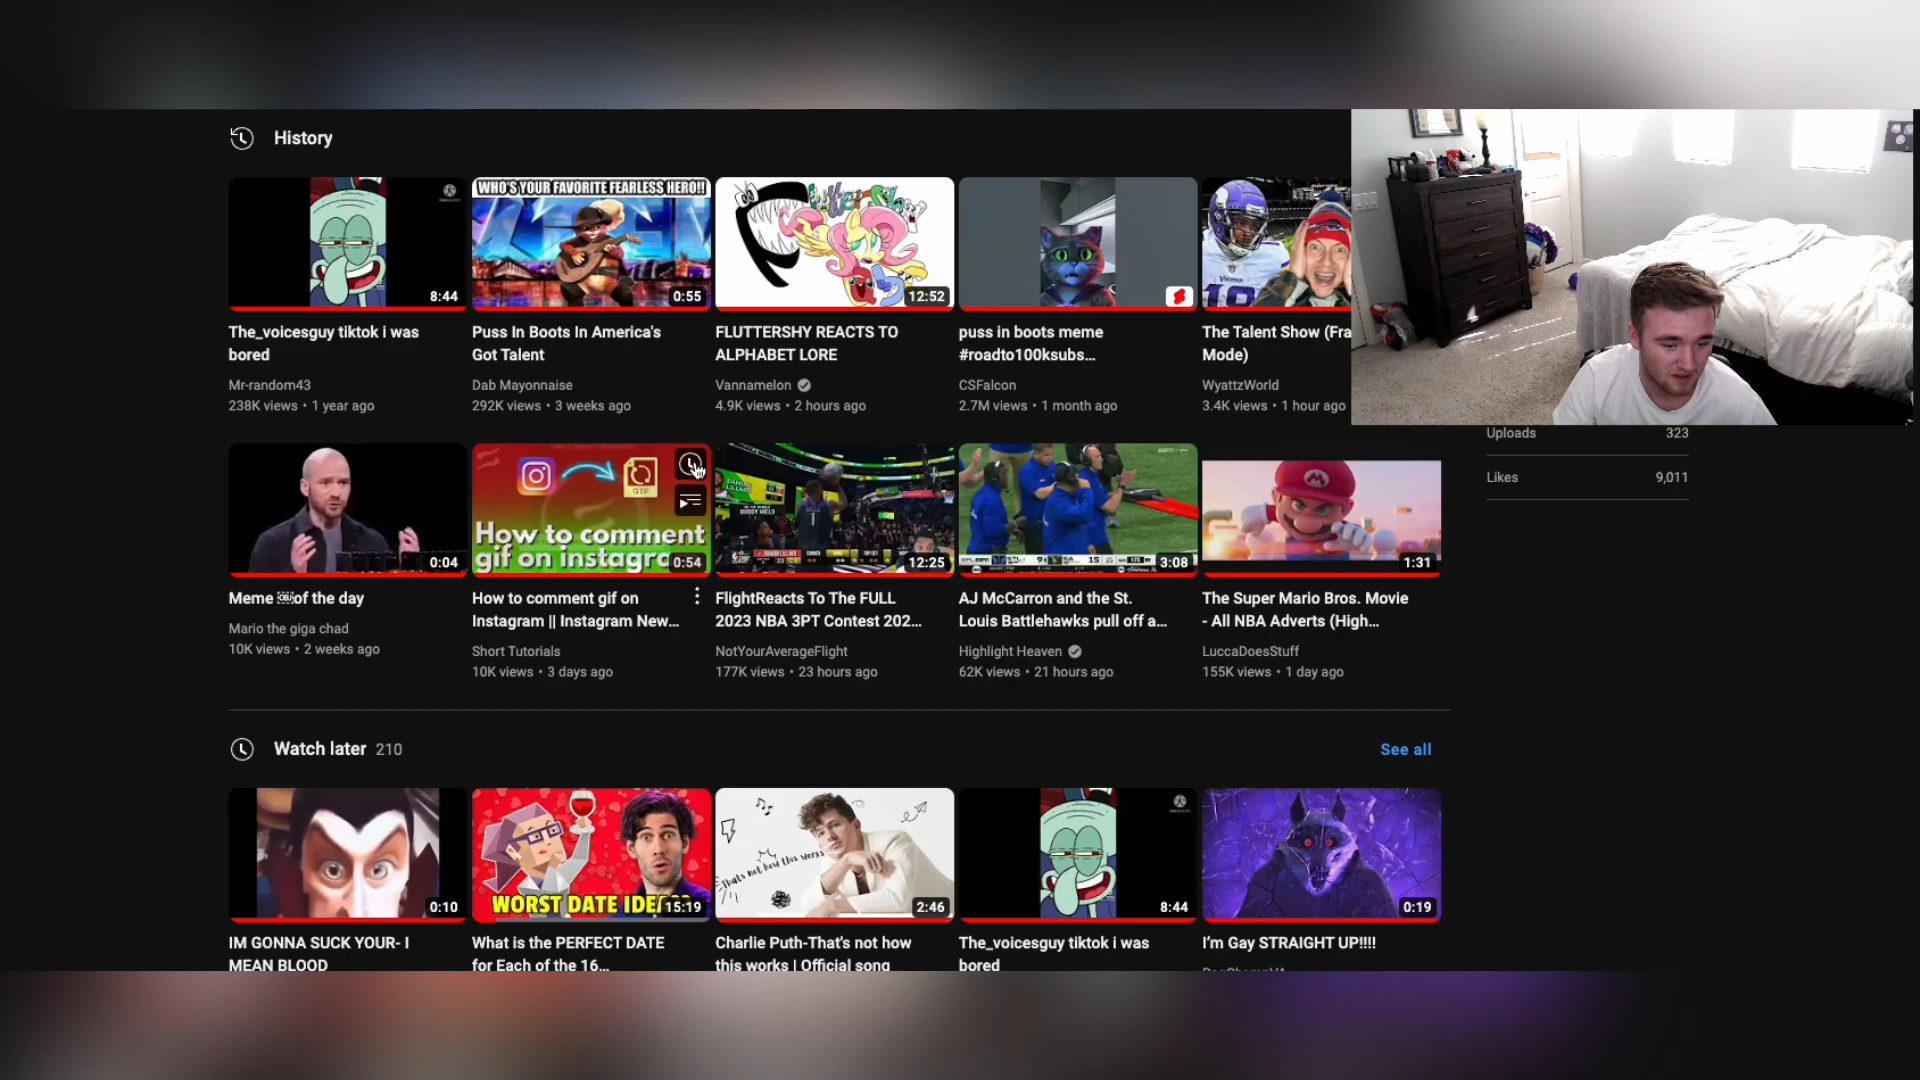 History
WHO'S YOUR FAVORITE FEARLESS HERO!!
8:44
0:55
12:52
The_voicesguy tiktok i was
bored
Mr-random43
238K views • 1 year ago
Puss In Boots In America's
Got Talent
Dab Mayonnaise
292K views • 3 weeks ago
FLUTTERSHY REACTS TO
ALPHABET LORE
Vannamelon
4.9K views • 2 hours ago
puss in boots meme
#roadto100ksubs...
CSFalcon
2.7M views • 1 month ago
The Talent Show (Fra
Mode)
WyattzWorld
3.4K views • 1 hour ago
Uploads 323
Likes 9,011
GIF
How to comment
gif on instagra
0:04
0:54
12:25
3:08
1:31
Meme of the day
Mario the giga chad
10K views • 2 weeks ago
How to comment gif on
Instagram || Instagram New...
Short Tutorials
10K views • 3 days ago
FlightReacts To The FULL
2023 NBA 3PT Contest 202...
NotYourAverageFlight
177K views • 23 hours ago
AJ McCarron and the St.
Louis Battlehawks pull off a...
Highlight Heaven
62K views • 21 hours ago
The Super Mario Bros. Movie
- All NBA Adverts (High...
LuccaDoesStuff
155K views • 1 day ago
Watch later 210
See all
thats not how this works
WORST DATE IDEA
0:10
15:19
2:46
8:44
0:19
IM GONNA SUCK YOUR- I
MEAN BLOOD
What is the PERFECT DATE
for Each of the 16...
Charlie Puth-That's not how
this works | Official song
The_voicesguy tiktok i was
bored
I'm Gay STRAIGHT UP!!!!